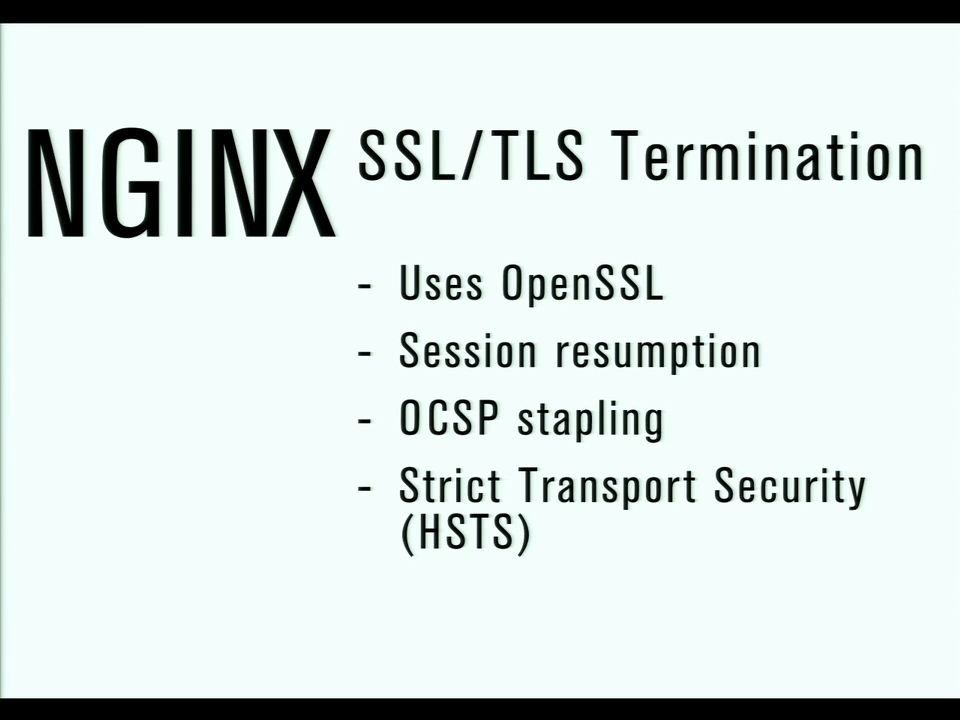 NGINX
SSL/TLS Termination
- Uses OpenSSL
- Session resumption
- OCSP stapling
- Strict Transport Security
(HSTS)